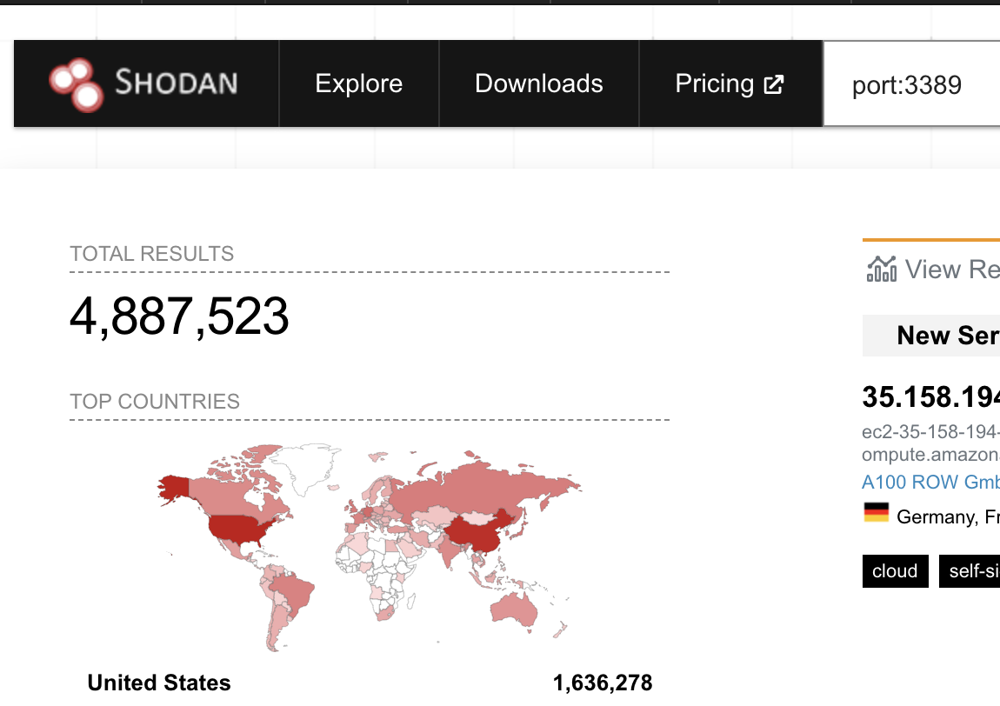 SHODAN Explore Downloads Pricing port:3389
TOTAL RESULTS
4,887,523
TOP COUNTRIES
United States 1,636,278
View Re
New Ser
35.158.194
ec2-35-158-194-
ompute.amazon
A100 ROW Gmb
Germany, Fr
cloud self-si